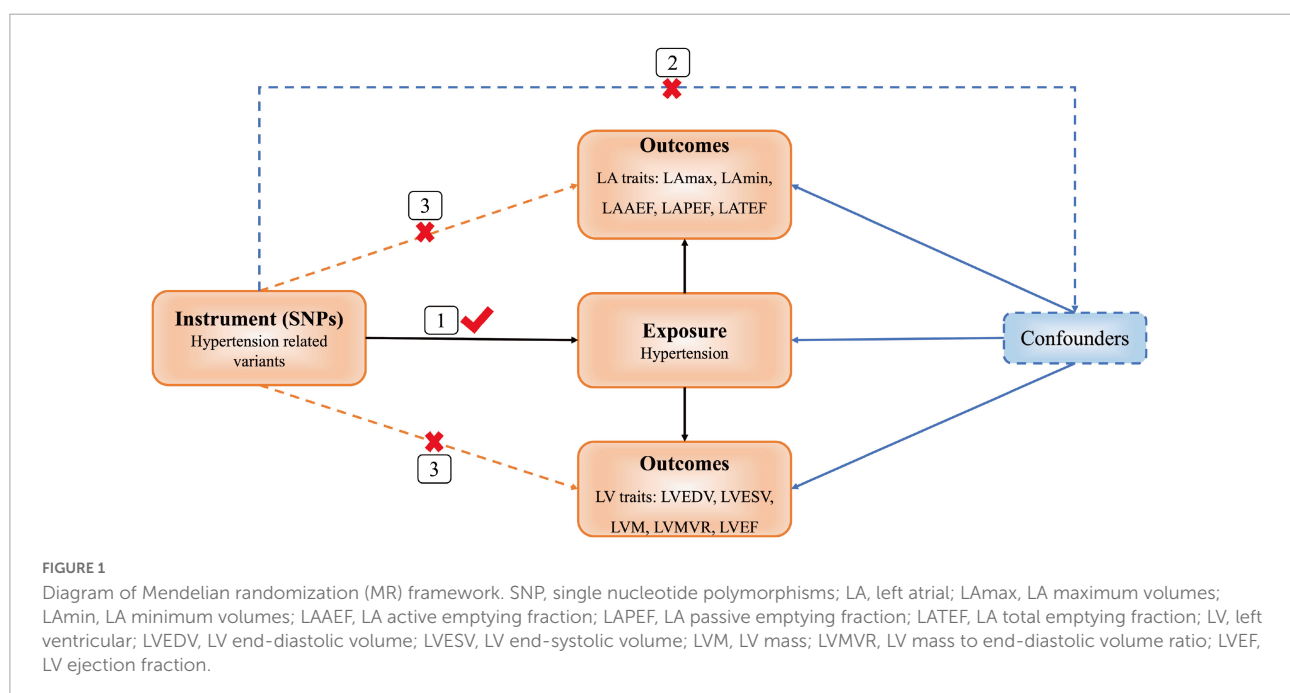 2
Outcomes
LA traits: LAmax, LAmin,
LAAEF, LAPEF, LATEF
3
Instrument (SNPs)
Hypertension related
variants
1
Exposure
Hypertension
Confounders
3
Outcomes
LV traits: LVEDV, LVESV,
LVM, LVMVR, LVEF
FIGURE 1
Diagram of Mendelian randomization (MR) framework. SNP, single nucleotide polymorphisms; LA, left atrial; LAmax, LA maximum volumes;
LAmin, LA minimum volumes; LAAEF, LA active emptying fraction; LAPEF, LA passive emptying fraction; LATEF, LA total emptying fraction; LV, left
ventricular; LVEDV, LV end-diastolic volume; LVESV, LV end-systolic volume; LVM, LV mass; LVMVR, LV mass to end-diastolic volume ratio; LVEF,
LV ejection fraction.